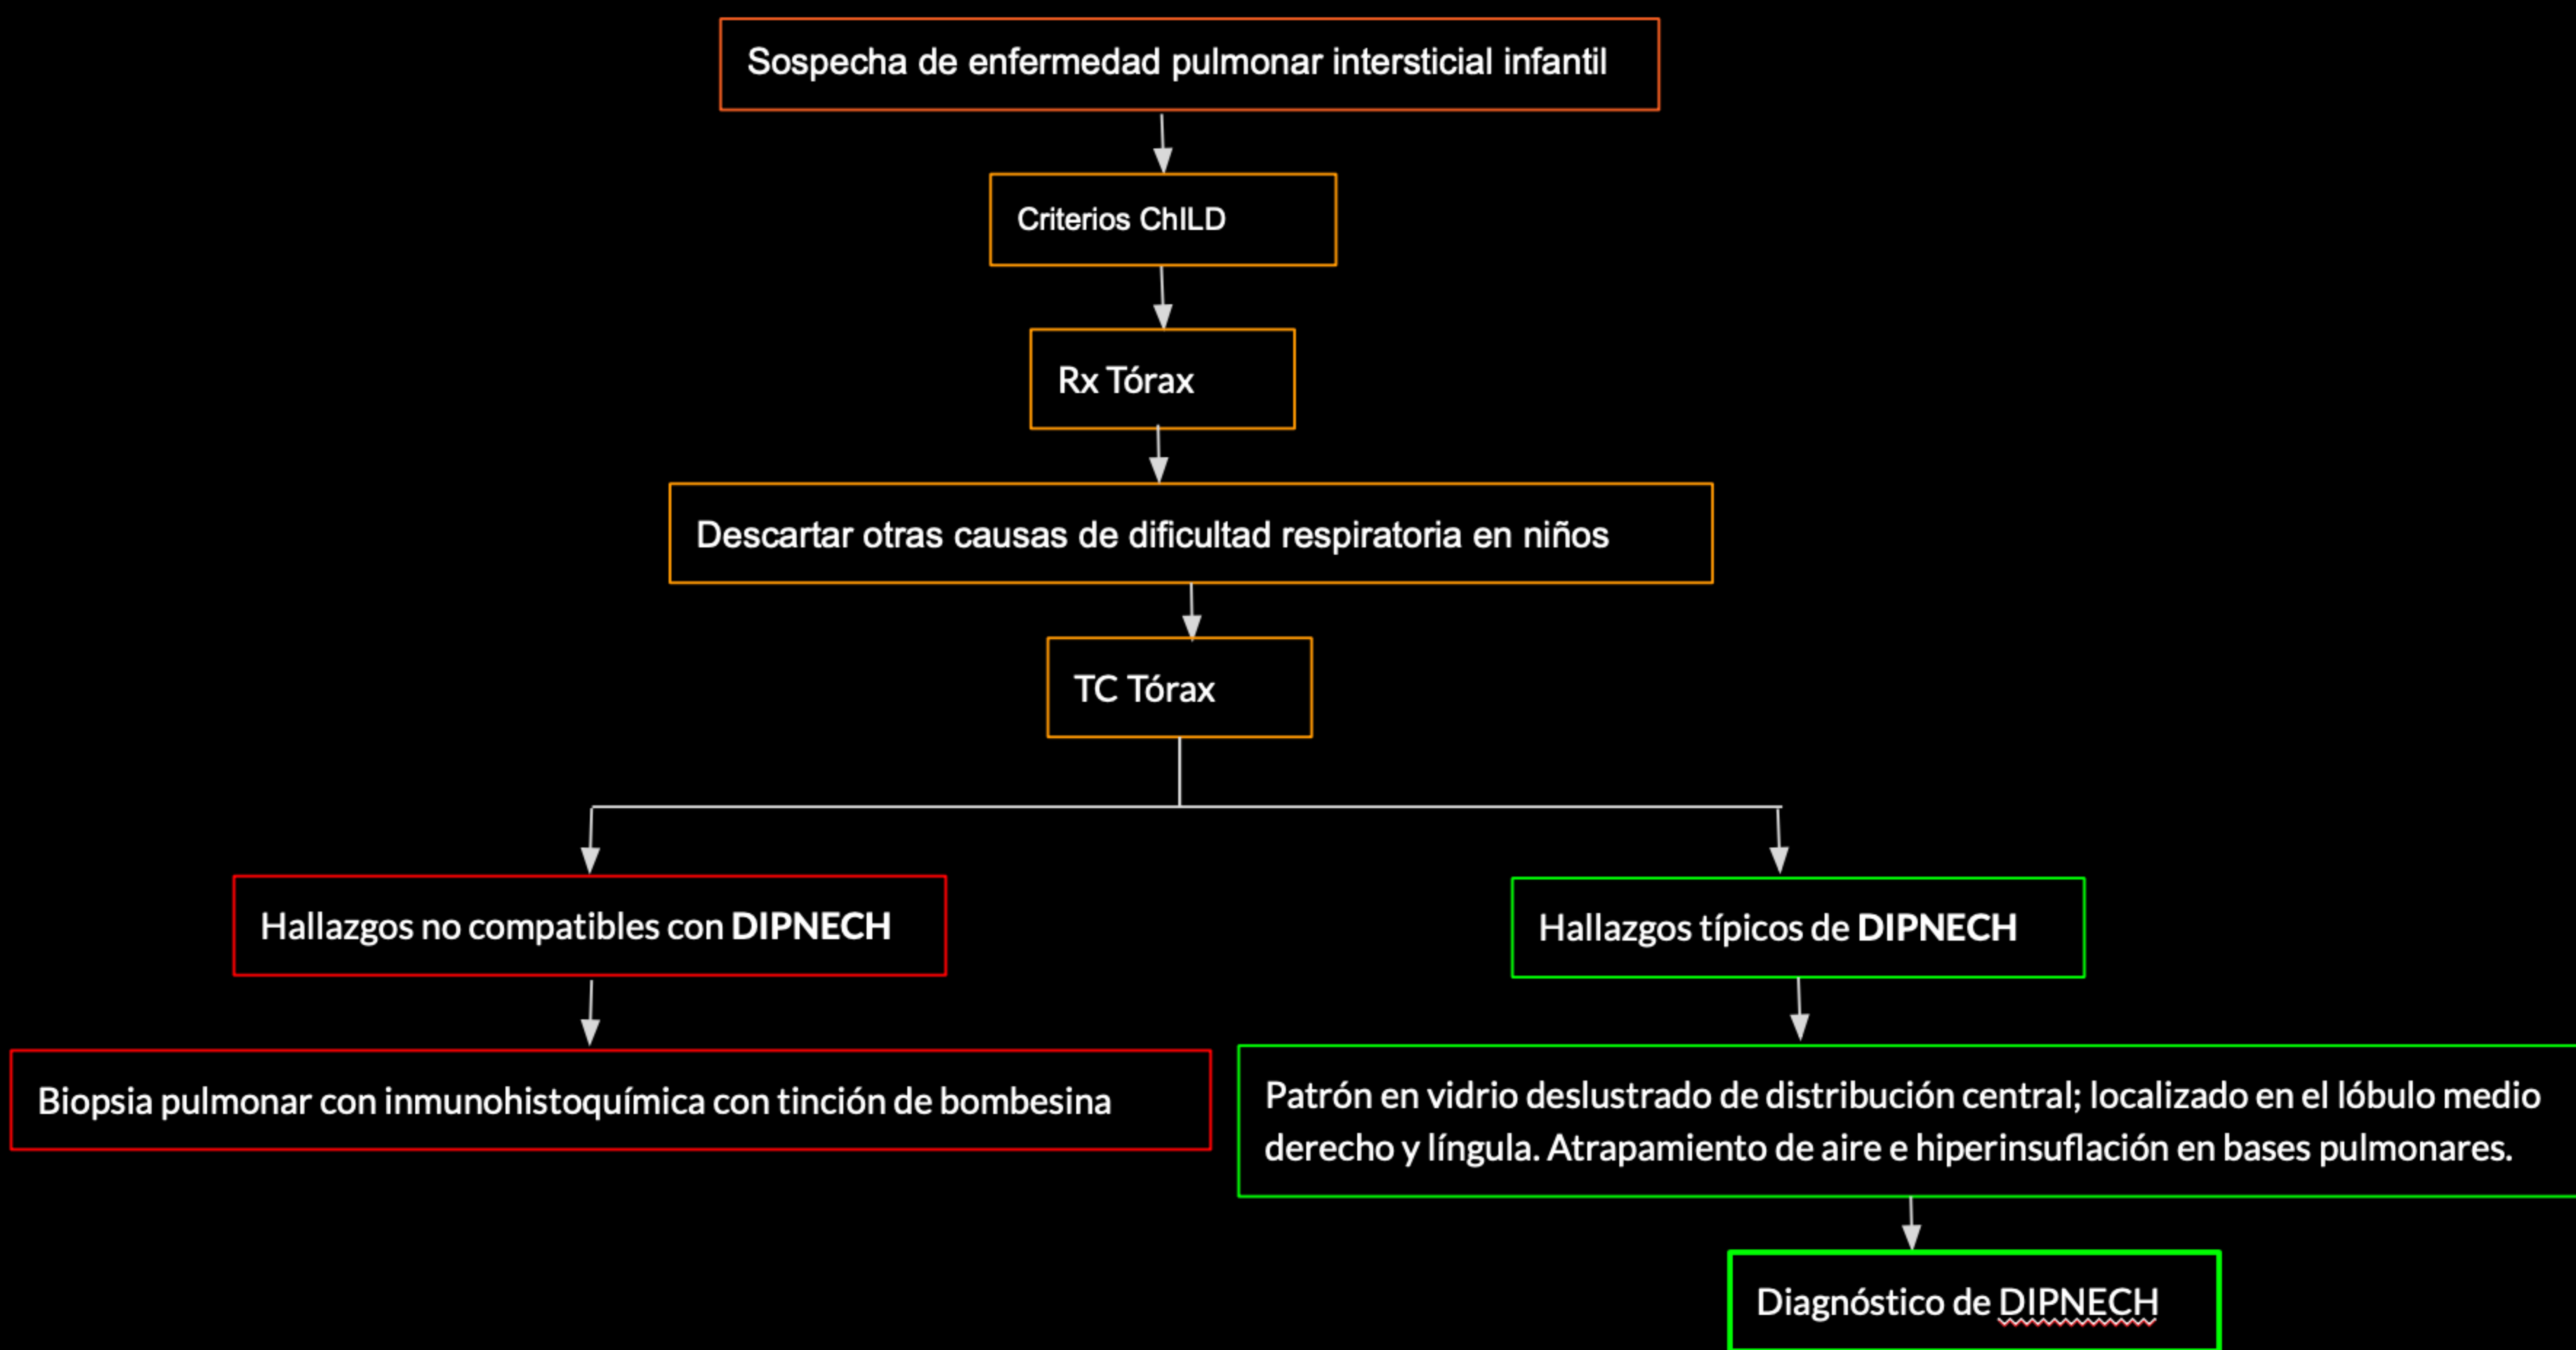 Sospecha de enfermedad pulmonar intersticial infantil
Criterios ChILD
Rx Tórax
Descartar otras causas de dificultad respiratoria en niños
TC Tórax
Hallazgos no compatibles con DIPNECH
Hallazgos típicos de DIPNECH
Biopsia pulmonar con inmunohistoquímica con tinción de bombesina
Patrón en vidrio deslustrado de distribución central; localizado en el lóbulo medio
derecho y língula. Atrapamiento de aire e hiperinsuflación en bases pulmonares.
Diagnóstico de DIPNECH